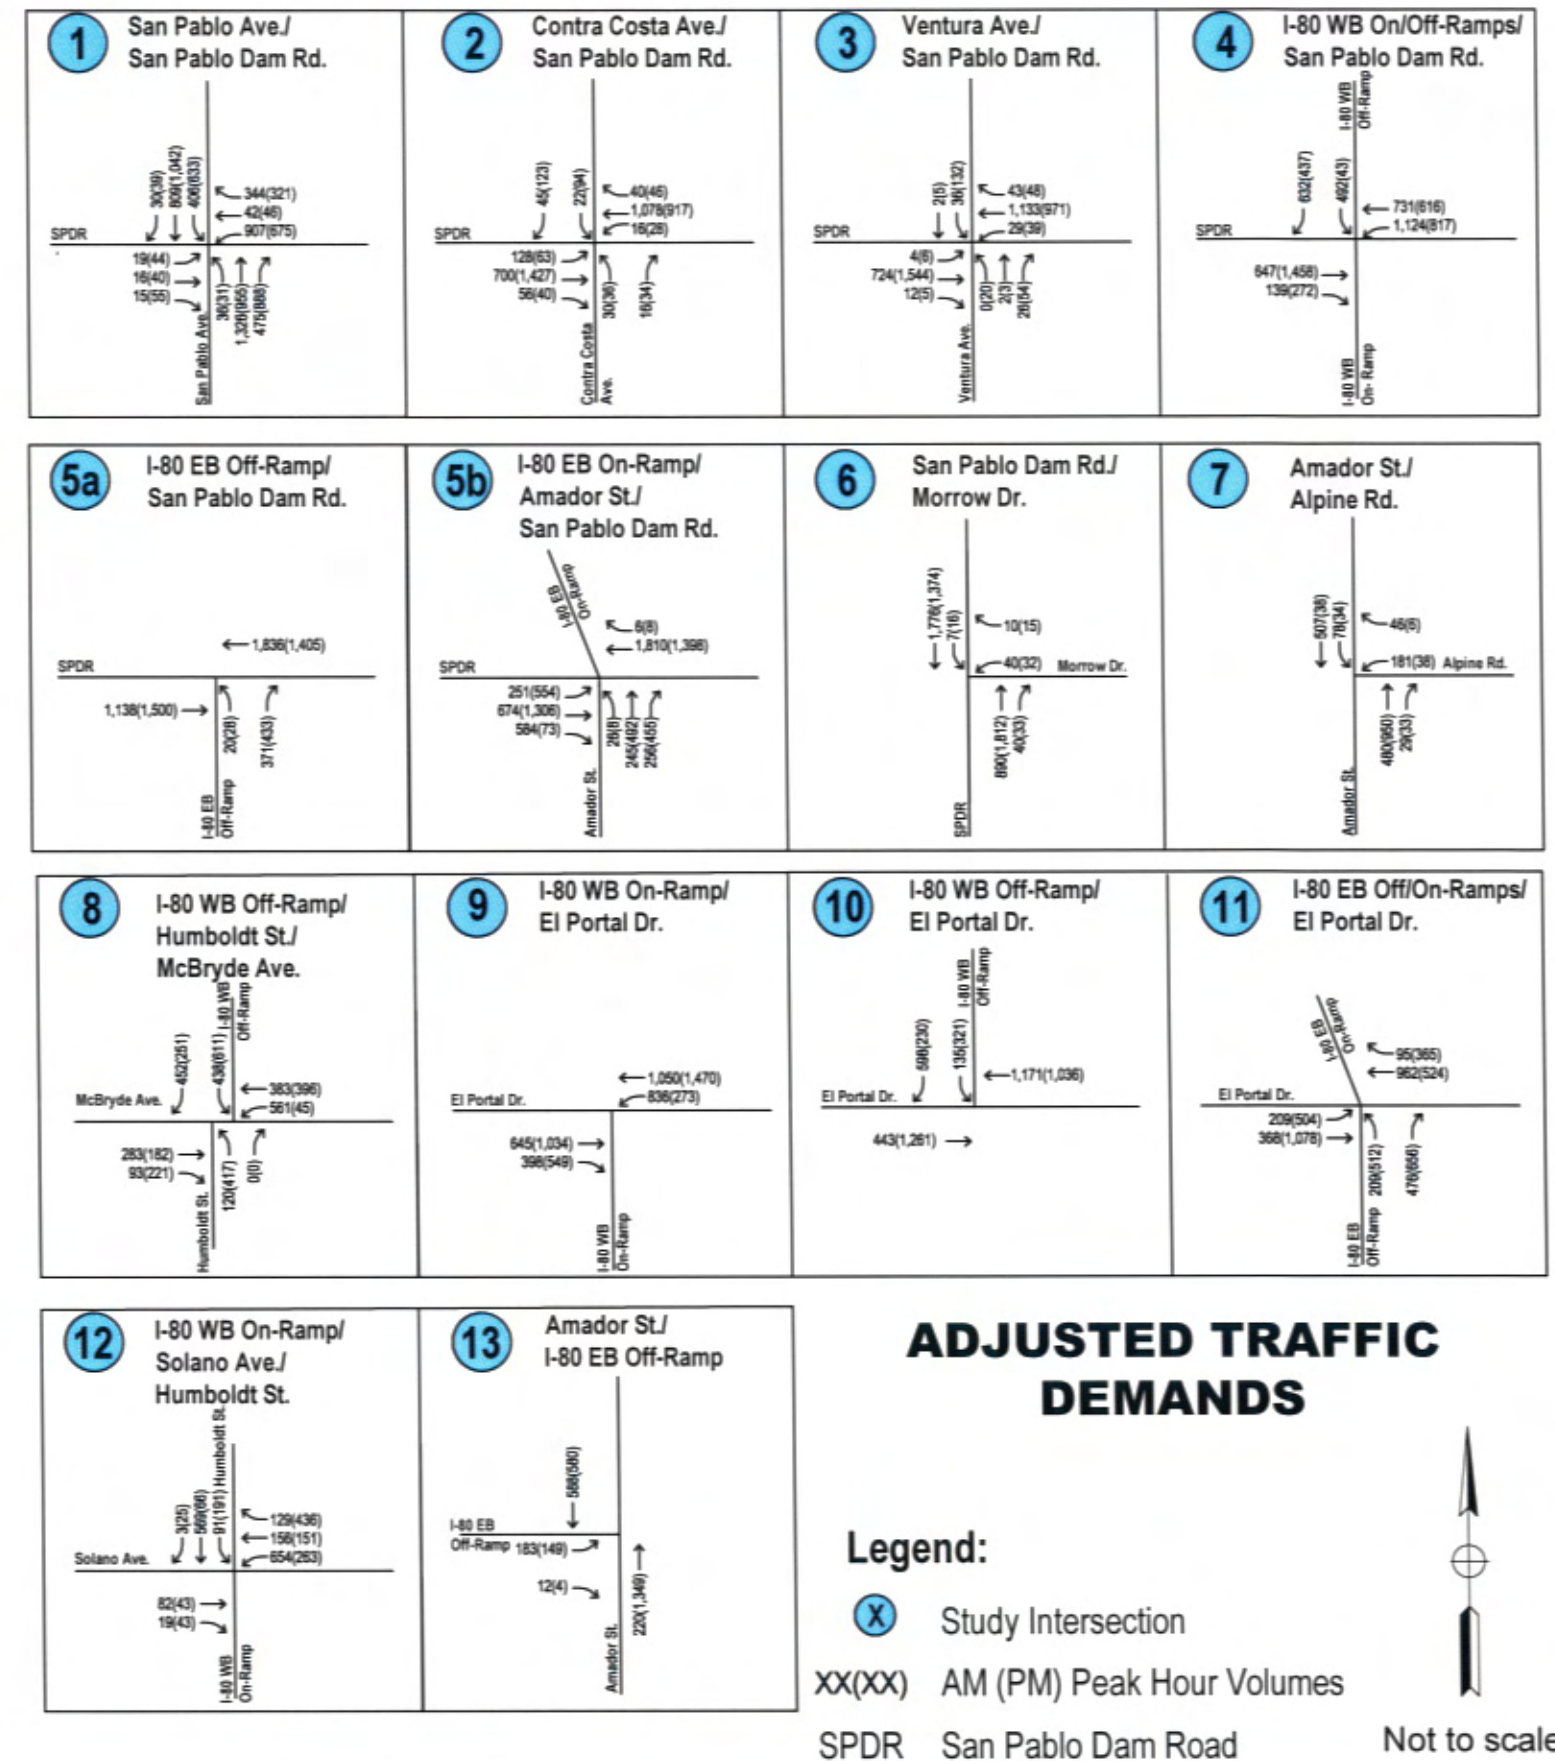 1
San Pablo Ave./
San Pablo Dam Rd.
30(39)
809(1,042)
406(633)
344(321)
42(46)
907(675)
SPDR
19(44)
16(40)
15(55)
36(31)
1,326(955)
475(888)
San Pablo Ave.
2
Contra Costa Ave./
San Pablo Dam Rd.
45(123)
22(94)
40(46)
1,078(917)
16(28)
SPDR
128(63)
700(1,427)
56(40)
30(36)
16(34)
Contra Costa
Ave.
3
Ventura Ave./
San Pablo Dam Rd.
2(5)
36(132)
43(48)
1,133(971)
29(39)
SPDR
4(6)
724(1,544)
12(5)
0(20)
2(3)
26(54)
Ventura Ave.
4
I-80 WB On/Off-Ramps/
San Pablo Dam Rd.
I-80 WB
Off-Ramp
632(437)
492(43)
731(616)
1,124(817)
SPDR
647(1,458)
139(272)
I-80 WB
On- Ramp
5a
I-80 EB Off-Ramp/
San Pablo Dam Rd.
1,836(1,405)
SPDR
1,138(1,500)
20(28)
371(433)
I-80 EB
Off-Ramp
5b
I-80 EB On-Ramp/
Amador St./
San Pablo Dam Rd.
I-80 EB
On-Ramp
6(8)
1,810(1,398)
SPDR
251(554)
674(1,306)
584(73)
28(8)
245(492)
256(455)
Amador St.
6
San Pablo Dam Rd./
Morrow Dr.
1,776(1,374)
7(16)
10(15)
40(32)
Morrow Dr.
890(1,812)
40(33)
SPDR
7
Amador St./
Alpine Rd.
507(38)
78(34)
46(6)
181(38)
Alpine Rd.
480(950)
29(33)
Amador St.
8
I-80 WB Off-Ramp/
Humboldt St./
McBryde Ave.
I-80 WB
Off-Ramp
452(251)
438(611)
383(396)
561(45)
McBryde Ave.
283(182)
93(221)
120(417)
0(0)
Humboldt St.
9
I-80 WB On-Ramp/
El Portal Dr.
1,050(1,470)
836(273)
El Portal Dr.
645(1,034)
398(549)
I-80 WB
On-Ramp
10
I-80 WB Off-Ramp/
El Portal Dr.
I-80 WB
Off-Ramp
598(230)
135(321)
1,171(1,036)
El Portal Dr.
443(1,261)
11
I-80 EB Off/On-Ramps/
El Portal Dr.
I-80 EB
On-Ramp
95(365)
962(524)
El Portal Dr.
209(504)
368(1,078)
209(512)
476(656)
I-80 EB
Off-Ramp
12
I-80 WB On-Ramp/
Solano Ave./
Humboldt St.
Humboldt St.
3(25)
569(66)
91(191)
129(436)
156(151)
654(263)
Solano Ave.
82(43)
19(43)
I-80 WB
On-Ramp
13
Amador St./
I-80 EB Off-Ramp
588(580)
I-80 EB
Off-Ramp
183(149)
12(4)
220(1,349)
Amador St.
ADJUSTED TRAFFIC
DEMANDS
Legend:
X Study Intersection
XX(XX) AM (PM) Peak Hour Volumes
SPDR San Pablo Dam Road
Not to scale